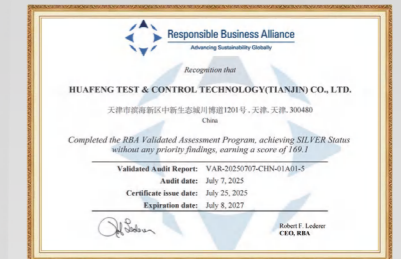 Responsible Business Alliance
Advancing Sustainability Globally
Recognition that
HUAFENG TEST & CONTROL TECHNOLOGY(TIANJIN) CO., LTD.
天津市滨海新区中新生态城川博道1201号, 天津, 天津, 300480
China
Completed the RBA Validated Assessment Program, achieving SILVER Status
without any priority findings, earning a score of 169.1
Validated Audit Report: VAR-20250707-CHN-01A01-5
Audit date: July 7, 2025
Certificate issue date: July 25, 2025
Expiration date: July 8, 2027
Robert F. Lederer
CEO, RBA